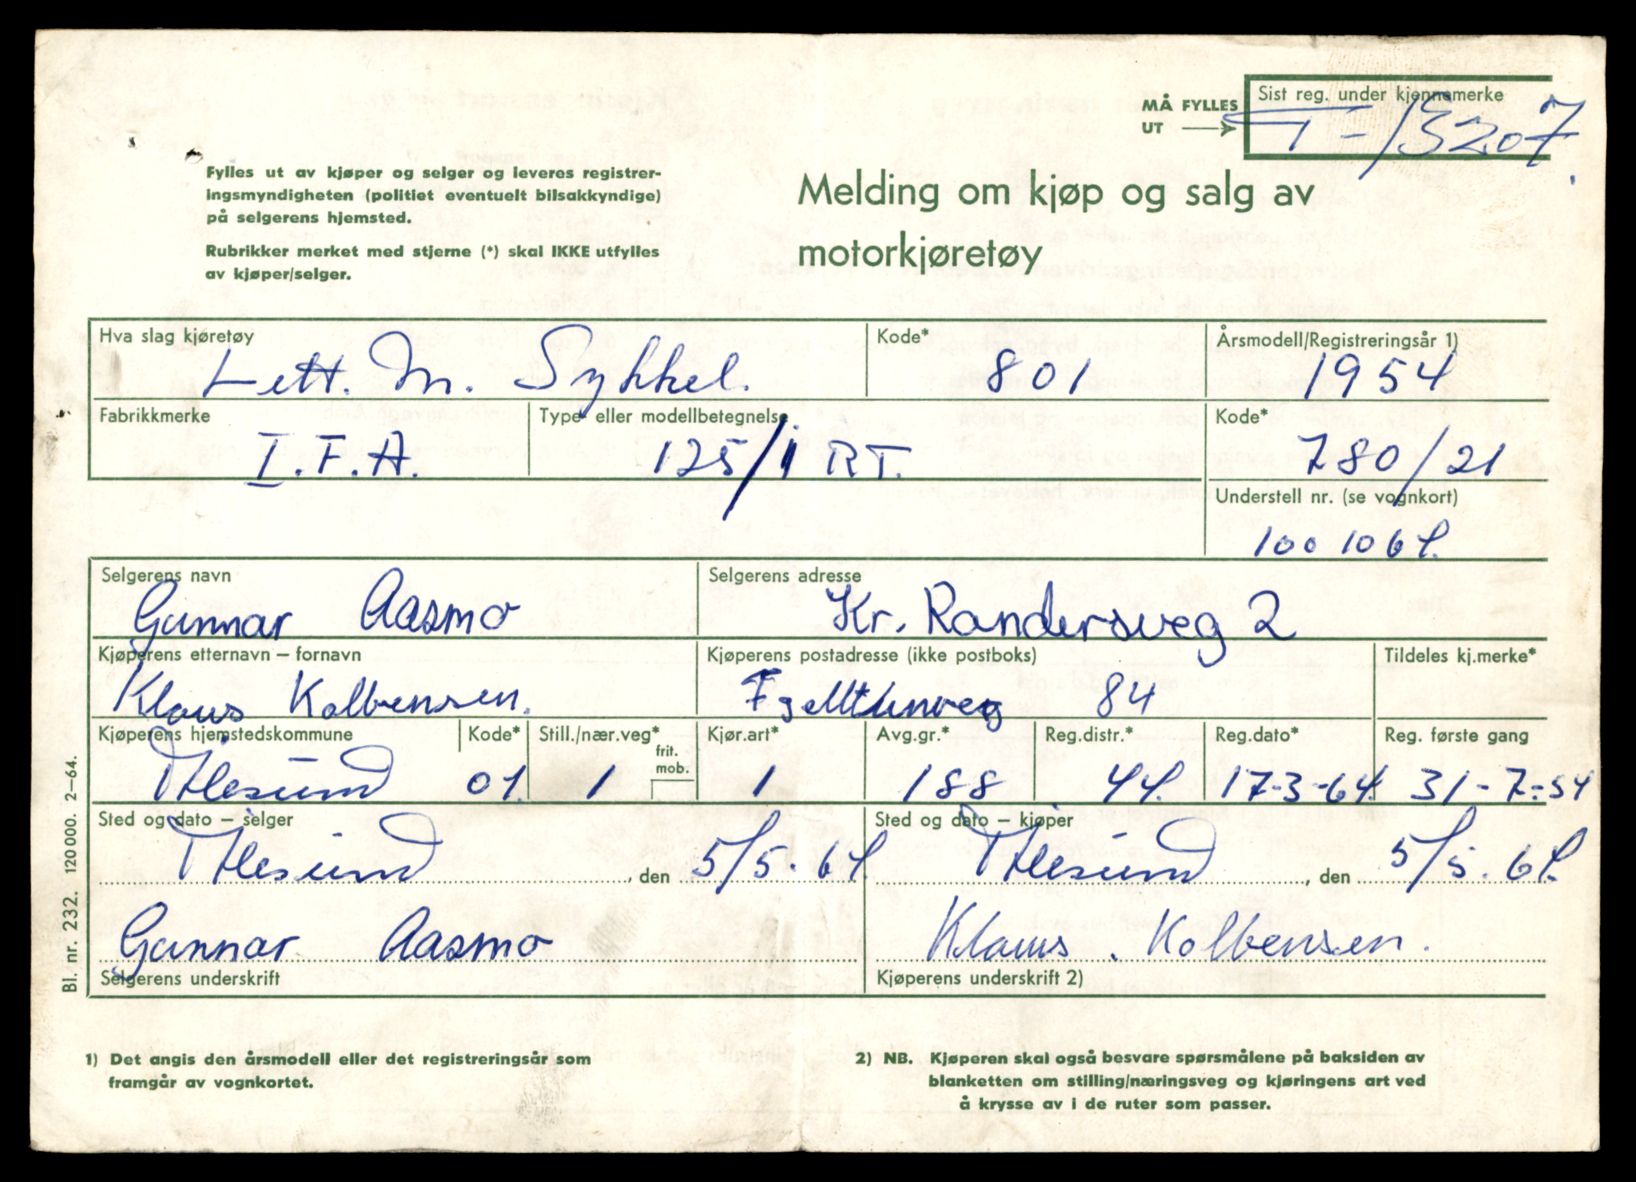 MÅ FYLLES
UT
Sist reg. under kjennemerke
T-13207
Fylles ut av kjøper og selger og leveres registrer-
ingsmyndigheten (politiet eventuelt bilsakkyndige)
på selgerens hjemsted.
Rubrikker merket med stjerne (*) skal IKKE utfylles
av kjøper/selger.
Melding om kjøp og salg av
motorkjøretøy
Hva slag kjøretøy
Lett. M. Sykkel.
Kode*
801
Årsmodell/Registreringsår 1)
1954
Fabrikkmerke
I.F.A.
Type eller modellbetegnelse
125/1 RT.
Kode*
780/21
Understell nr. (se vognkort)
1001064.
Selgerens navn
Gunnar Aasmo
Selgerens adresse
Kr. Randersveg 2
Kjøperens etternavn – fornavn
Klaus Kolbensen.
Kjøperens postadresse (ikke postboks)
84
Tildeles kj.merke*
Kjøperens hjemstedskommune
Ålesund
Kode*
01.
Still./nær.veg*
1
frit.
mob.
Kjør.art*
1
Avg.gr.*
188
Reg.distr.*
44.
Reg.dato*
17-3-64
Reg. første gang
31-7-54
Sted og dato – selger
Ålesund, den 5/5.64.
Sted og dato – kjøper
Ålesund, den 5/5.64.
Gunnar Aasmo
Selgerens underskrift
Klaus. Kolbensen.
Kjøperens underskrift 2)
Bl. nr. 232. 120000. 2–64.
1) Det angis den årsmodell eller det registreringsår som
framgår av vognkortet.
2) NB. Kjøperen skal også besvare spørsmålene på baksiden av
blanketten om stilling/næringsveg og kjøringens art ved
å krysse av i de ruter som passer.